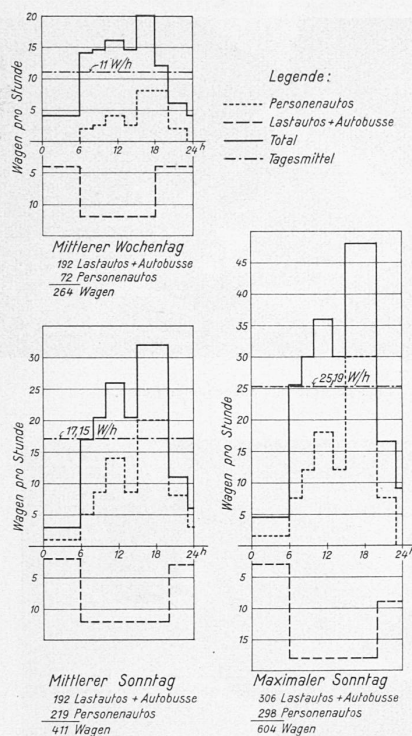 20
15
10
5
Wagen pro Stunde
11 W/h
0 6 12 18 24 h
5
10
Mittlerer Wochentag
192 Lastautos + Autobusse
72 Personenautos
264 Wagen
Legende:
Personenautos
Lastautos + Autobusse
Total
Tagesmittel
30
25
20
15
10
5
Wagen pro Stunde
17,15 W/h
0 6 12 18 24 h
5
10
Mittlerer Sonntag
192 Lastautos + Autobusse
219 Personenautos
411 Wagen
45
40
35
30
25
20
15
10
5
Wagen pro Stunde
25,19 W/h
0 6 12 18 24 h
5
10
15
Maximaler Sonntag
306 Lastautos + Autobusse
298 Personenautos
604 Wagen